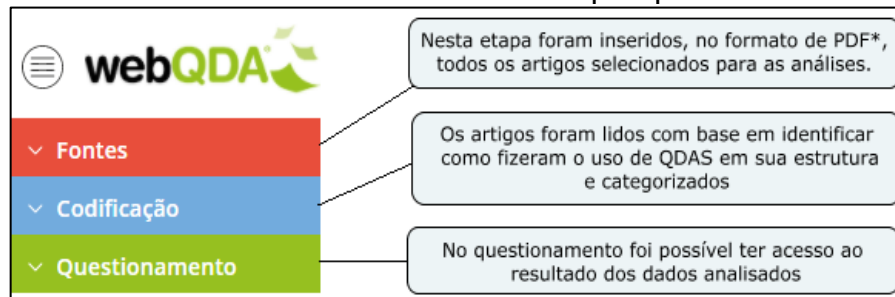 webQDA
Nesta etapa foram inseridos, no formato de PDF*,
todos os artigos selecionados para as análises.
Fontes
Os artigos foram lidos com base em identificar
como fizeram o uso de QDAS em sua estrutura
e categorizados
Codificação
No questionamento foi possível ter acesso ao
resultado dos dados analisados
Questionamento